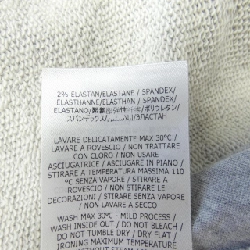 2% ELASTAN/ELASTANE / SPANDEX/
ELASTHANNE/ELASTHAN / SPANDEX/
ELASTANO/
LAVARE DELICATAMENTE MAX 30°C /
LAVARE A ROVESCIO / NON TRATTARE
CON CLORO / NON USARE
ASCIUGATRICE / ASCIUGARE IN PIANO /
STIRARE A TEMPERATURA MASSIMA 110
°C SENZA VAPORE / STIRARE A
ROVESCIO / NON STIRARE LE
DECORAZIONI / STIRARE SENZA VAPORE
/ NON LAVARE A SECCO
WASH MAX 30°C - MILD PROCESS /
WASH INSIDE OUT / DO NOT BLEACH /
DO NOT TUMBLE DRY / DRY FLAT /
IRONING MAXIMUM TEMPERATURE